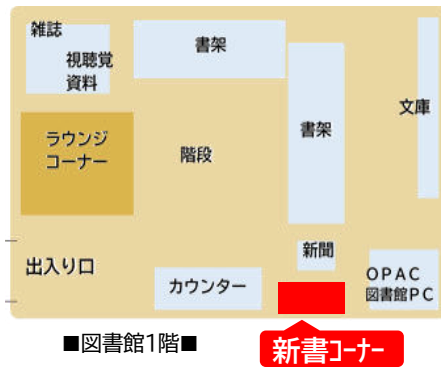 雑誌
視聴覚
資料
書架
書架
文庫
ラウンジ
コーナー
階段
新聞
出入り口
カウンター
OPAC
図書館PC
■図書館1階■
新書コーナー